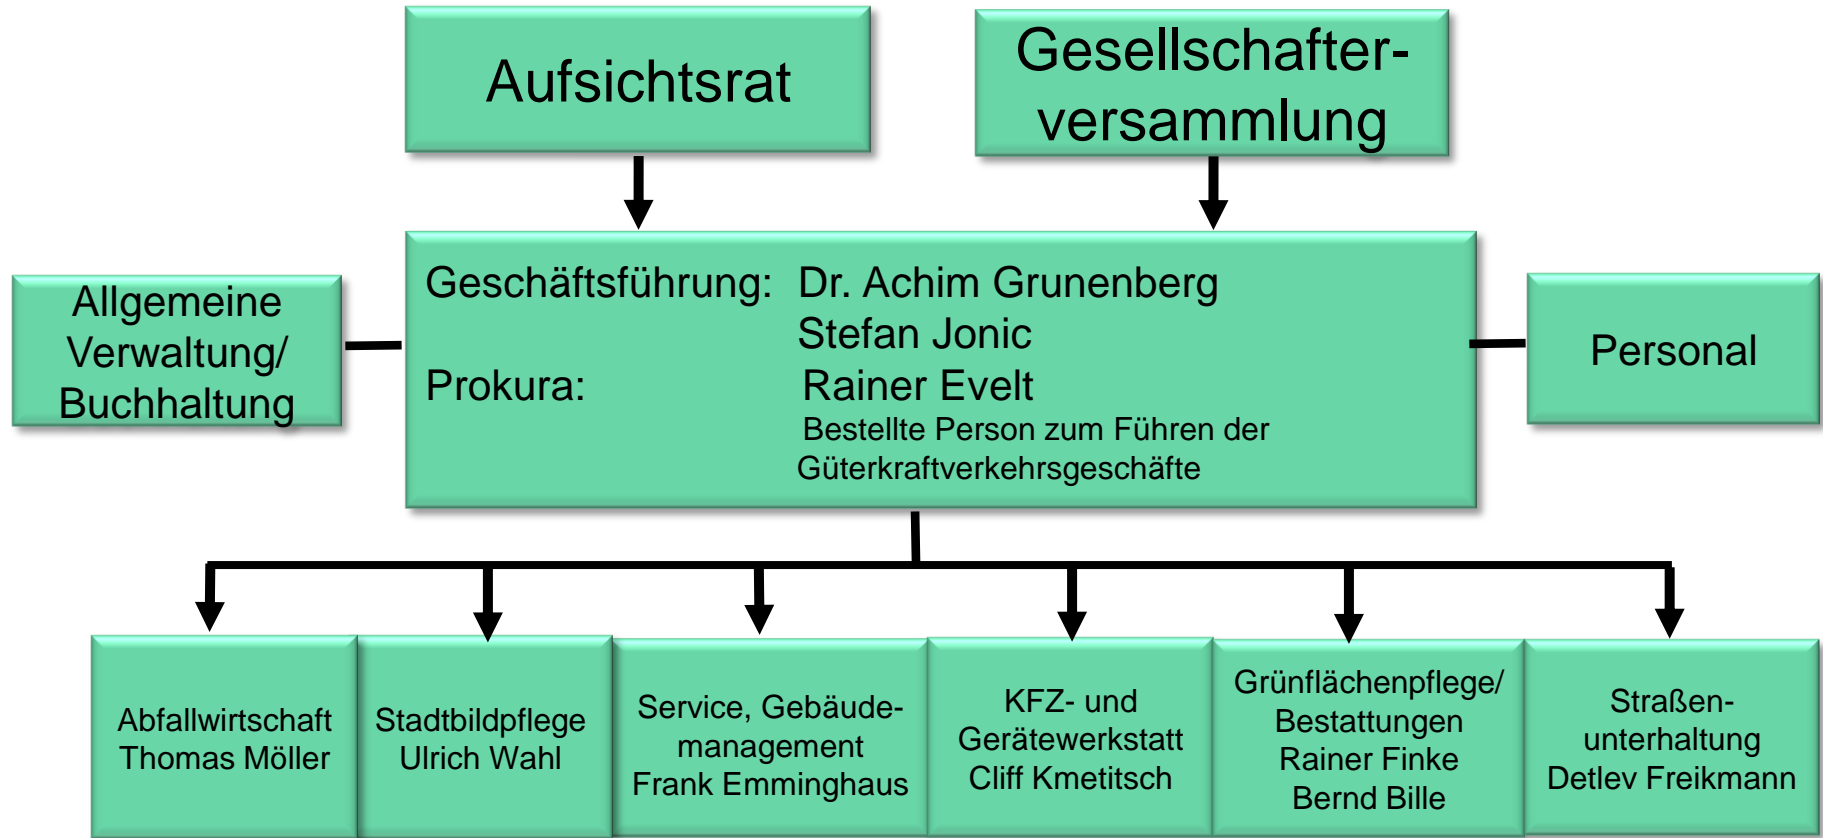 Aufsichtsrat
Gesellschafter-
versammlung
Allgemeine
Verwaltung/
Buchhaltung
Geschäftsführung: Dr. Achim Grunenberg
Stefan Jonic
Prokura: Rainer Evelt
Bestellte Person zum Führen der
Güterkraftverkehrsgeschäfte
Personal
Abfallwirtschaft
Thomas Möller
Stadtbildpflege
Ulrich Wahl
Service, Gebäude-
management
Frank Emminghaus
KFZ- und
Gerätewerkstatt
Cliff Kmetitsch
Grünflächenpflege/
Bestattungen
Rainer Finke
Bernd Bille
Straßen-
unterhaltung
Detlev Freikmann